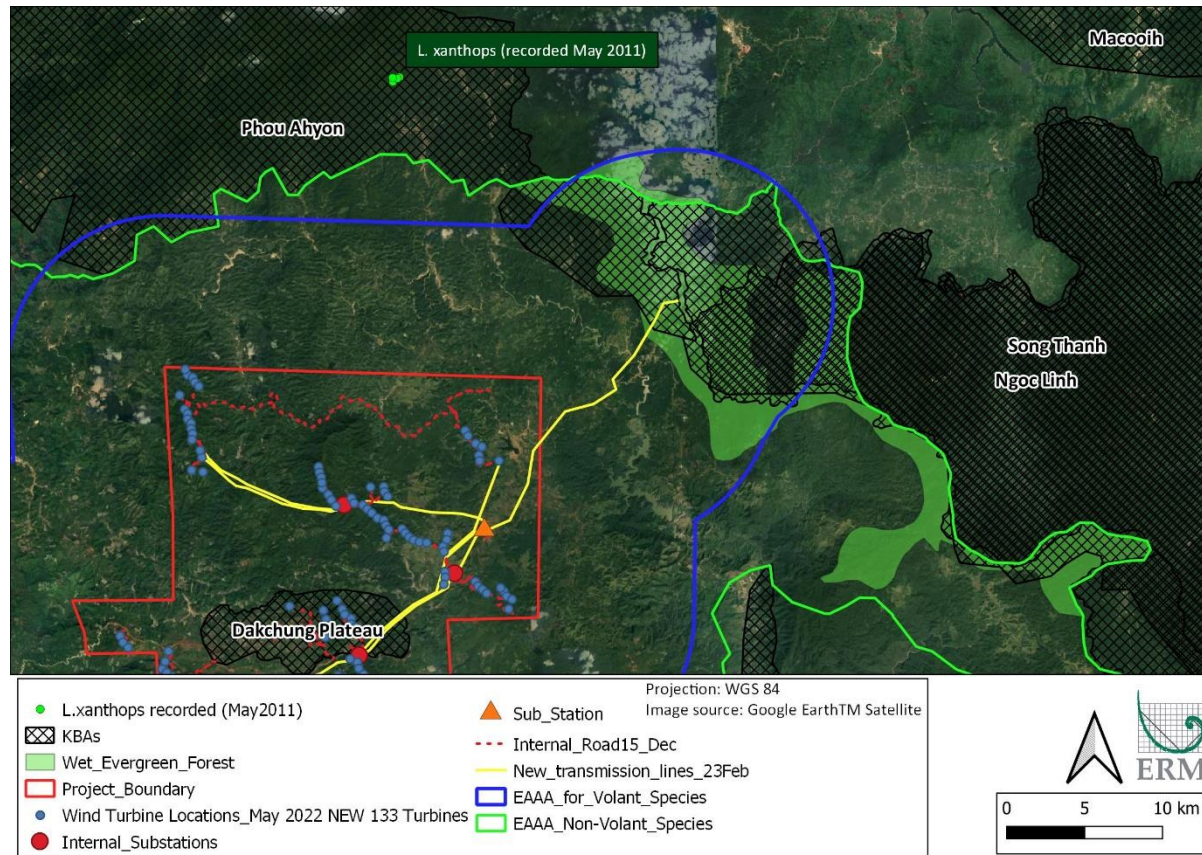 L. xanthops (recorded May 2011)
Macooih
Phou Ahyon
Song Thanh
Ngoc Linh
Dakchung Plateau
L.xanthops recorded (May2011)
KBAs
Wet_Evergreen_Forest
Project_Boundary
Wind Turbine Locations_May 2022 NEW 133 Turbines
Internal_Substations
Projection: WGS 84
Image source: Google EarthTM Satellite
Sub_Station
Internal_Road15_Dec
New_transmission_lines_23Feb
EAAA_for_Volant_Species
EAAA_Non-Volant_Species
ERM
0 5 10 km